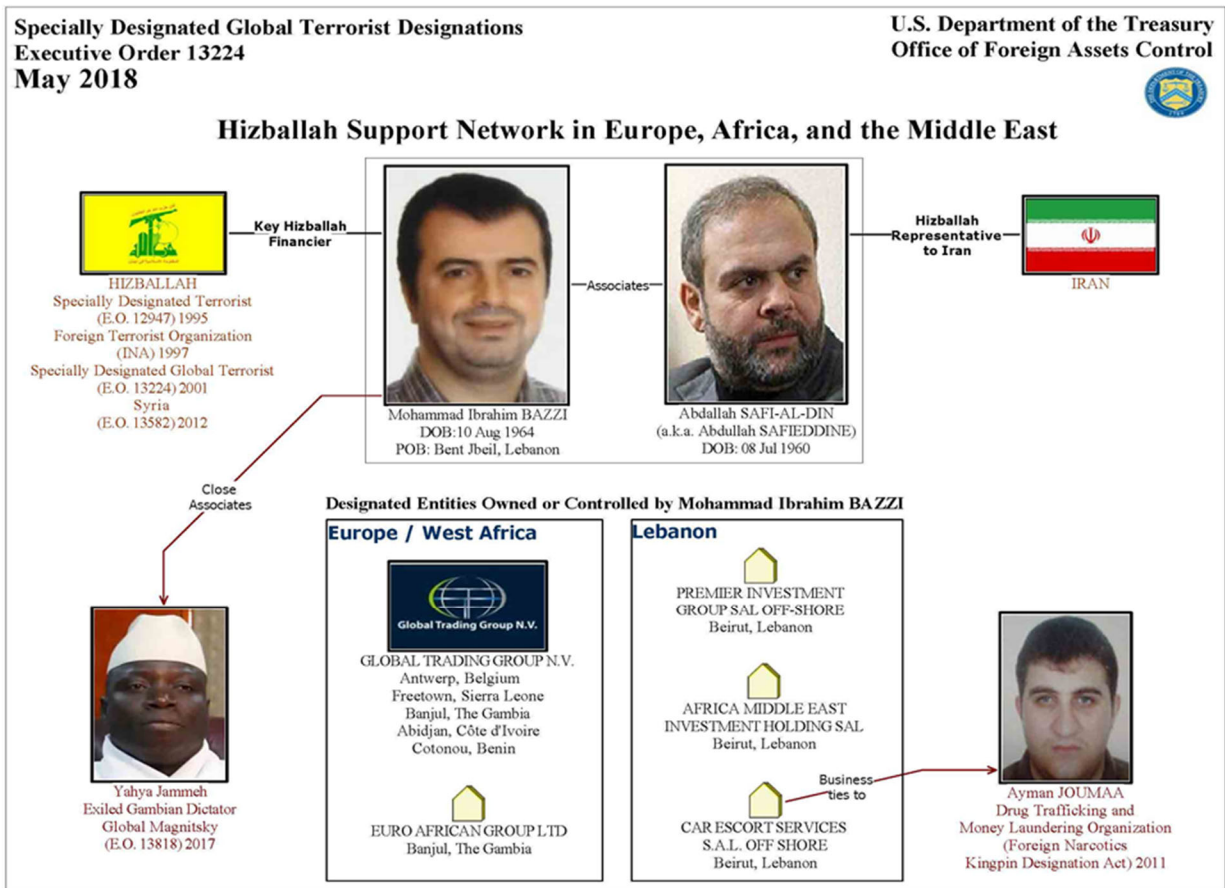 Specially Designated Global Terrorist Designations
Executive Order 13224
May 2018
U.S. Department of the Treasury
Office of Foreign Assets Control
Hizballah Support Network in Europe, Africa, and the Middle East
Key Hizballah
Financier
Associates
Hizballah
Representative
to Iran
HIZBALLAH
Specially Designated Terrorist
(E.O. 12947) 1995
Foreign Terrorist Organization
(INA) 1997
Specially Designated Global Terrorist
(E.O. 13224) 2001
Syria
(E.O. 13582) 2012
Mohammad Ibrahim BAZZI
DOB:10 Aug 1964
POB: Bent Jbeil, Lebanon
Abdallah SAFI-AL-DIN
(a.k.a. Abdullah SAFIEDDINE)
DOB: 08 Jul 1960
IRAN
Close
Associates
Designated Entities Owned or Controlled by Mohammad Ibrahim BAZZI
Europe / West Africa
Global Trading Group N.V.
GLOBAL TRADING GROUP N.V.
Antwerp, Belgium
Freetown, Sierra Leone
Banjul, The Gambia
Abidjan, Côte d'Ivoire
Cotonou, Benin
EURO AFRICAN GROUP LTD
Banjul, The Gambia
Lebanon
PREMIER INVESTMENT
GROUP SAL OFF-SHORE
Beirut, Lebanon
AFRICA MIDDLE EAST
INVESTMENT HOLDING SAL
Beirut, Lebanon
CAR ESCORT SERVICES
S.A.L. OFF SHORE
Beirut, Lebanon
Business
ties to
Yahya Jammeh
Exiled Gambian Dictator
Global Magnitsky
(E.O. 13818) 2017
Ayman JOUMAA
Drug Trafficking and
Money Laundering Organization
(Foreign Narcotics
Kingpin Designation Act) 2011